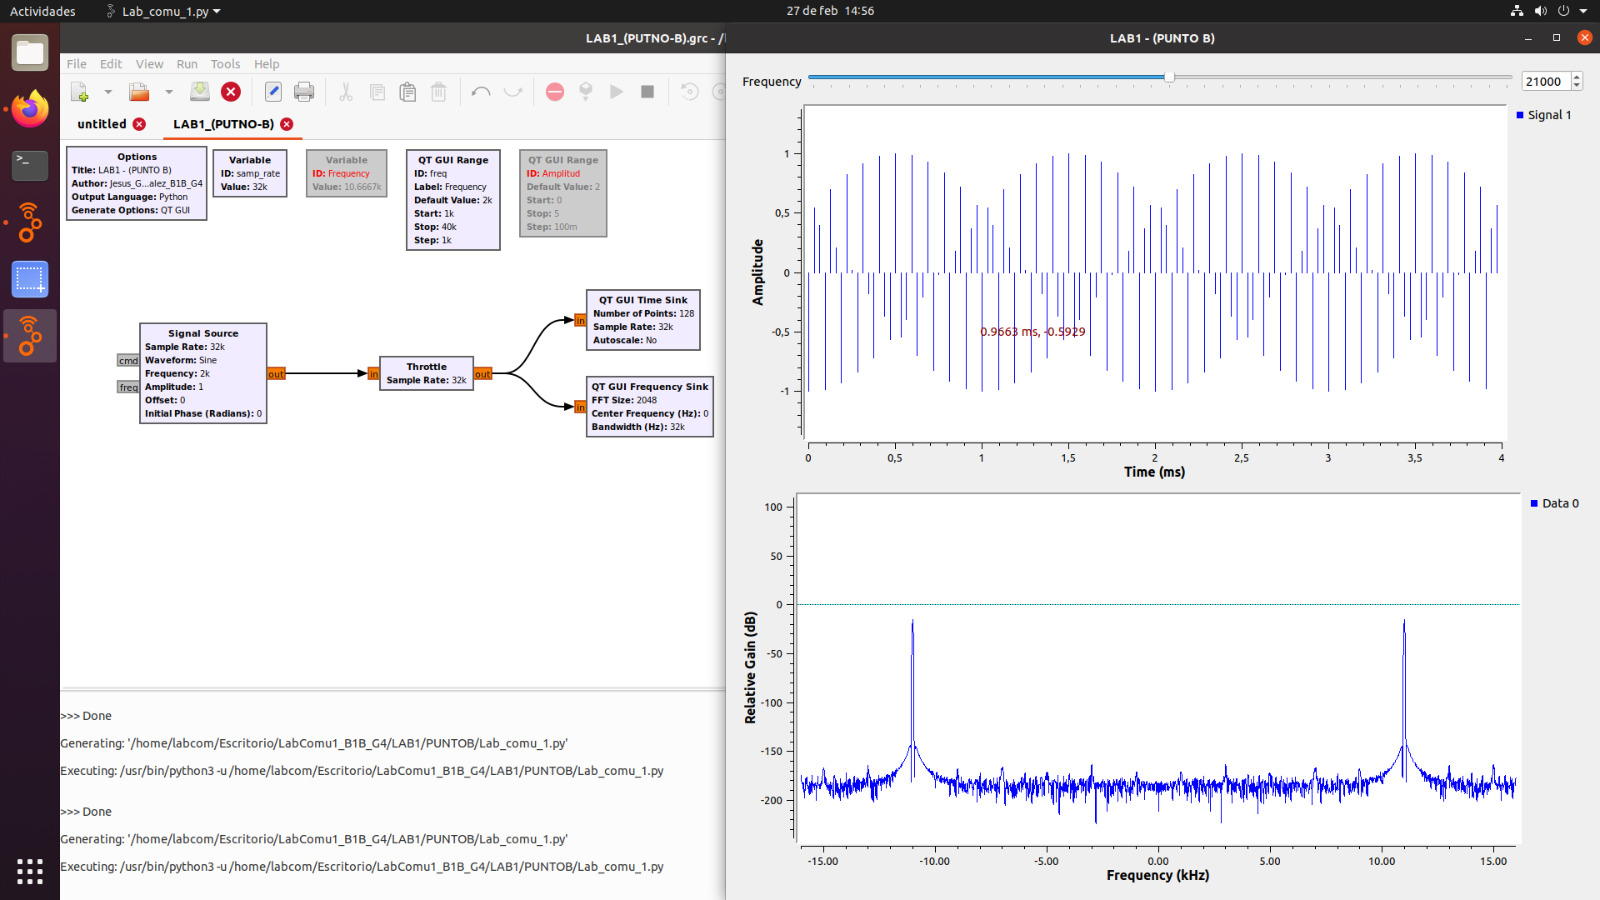 Actividades
Lab_comu_1.py
27 de feb 14:56
LAB1_(PUTNO-B).grc - /
LAB1 - (PUNTO B)
File Edit View Run Tools Help
untitled
LAB1_(PUTNO-B)
Options
Title: LAB1 - (PUNTO B)
Author: Jesus_G...alez_B1B_G4
Output Language: Python
Generate Options: QT GUI
Variable
ID: samp_rate
Value: 32k
Variable
ID: Frequency
Value: 10.6667k
QT GUI Range
ID: freq
Label: Frequency
Default Value: 2k
Start: 1k
Stop: 40k
Step: 1k
QT GUI Range
ID: Amplitud
Default Value: 2
Start: 0
Stop: 5
Step: 100m
Signal Source
Sample Rate: 32k
Waveform: Sine
Frequency: 2k
Amplitude: 1
Offset: 0
Initial Phase (Radians): 0
cmd
freq
out
in
Throttle
Sample Rate: 32k
out
in
QT GUI Time Sink
Number of Points: 128
Sample Rate: 32k
Autoscale: No
in
QT GUI Frequency Sink
FFT Size: 2048
Center Frequency (Hz): 0
Bandwidth (Hz): 32k
>>> Done
Generating: '/home/labcom/Escritorio/LabComu1_B1B_G4/LAB1/PUNTOB/Lab_comu_1.py'
Executing: /usr/bin/python3 -u /home/labcom/Escritorio/LabComu1_B1B_G4/LAB1/PUNTOB/Lab_comu_1.py
>>> Done
Generating: '/home/labcom/Escritorio/LabComu1_B1B_G4/LAB1/PUNTOB/Lab_comu_1.py'
Executing: /usr/bin/python3 -u /home/labcom/Escritorio/LabComu1_B1B_G4/LAB1/PUNTOB/Lab_comu_1.py
Frequency
21000
Signal 1
Amplitude
1
0,5
0
-0,5
-1
0.9663 ms, -0.5929
0 0,5 1 1,5 2 2,5 3 3,5 4
Time (ms)
Data 0
Relative Gain (dB)
100
50
0
-50
-100
-150
-200
-15.00 -10.00 -5.00 0.00 5.00 10.00 15.00
Frequency (kHz)